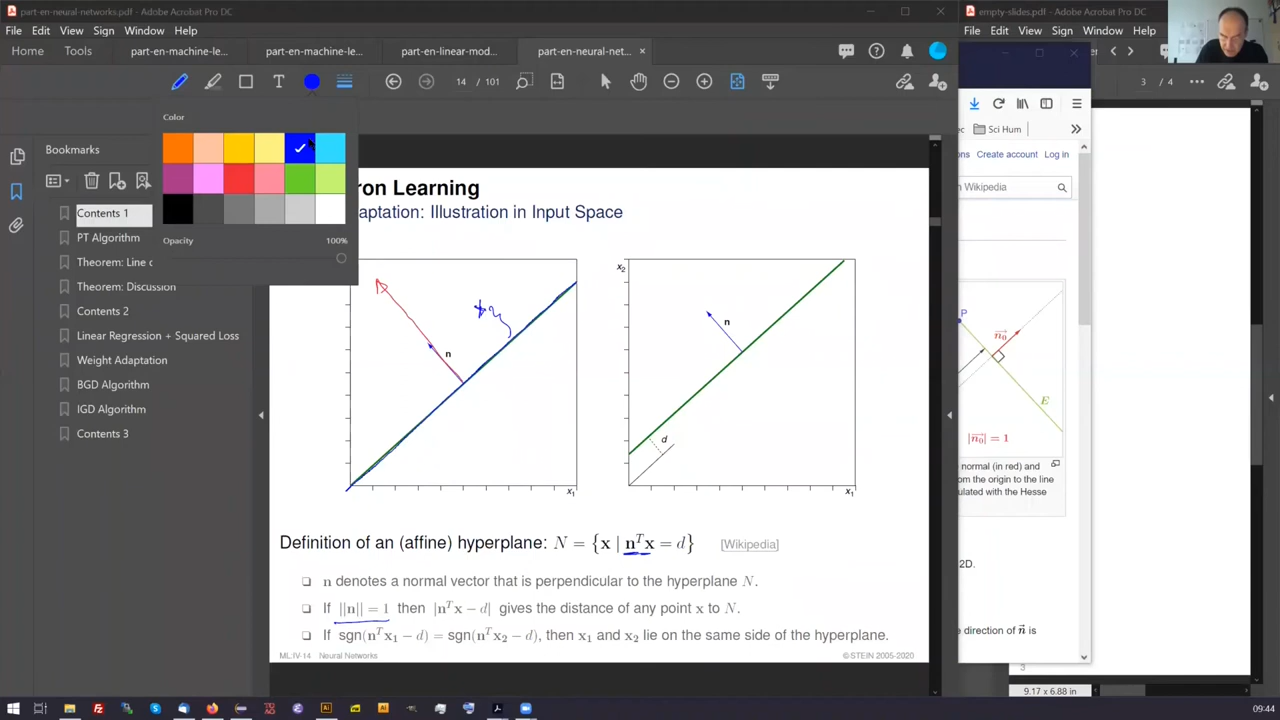 part-en-neural-networks.pdf - Adobe Acrobat Pro DC
File Edit View Sign Window Help
Home Tools part-en-machine-le... part-en-machine-le... part-en-linear-mod... part-en-neural-net... ×
14 / 101
Color
Opacity 100%
Bookmarks
Contents 1
PT Algorithm
Theorem: Line c
Theorem: Discussion
Contents 2
Linear Regression + Squared Loss
Weight Adaptation
BGD Algorithm
IGD Algorithm
Contents 3
ron Learning
daptation: Illustration in Input Space
n
x1
x2
n
d
x1
Definition of an (affine) hyperplane: N = {x | n^T x = d} [Wikipedia]
❑ n denotes a normal vector that is perpendicular to the hyperplane N.
❑ If ||n|| = 1 then |n^T x − d| gives the distance of any point x to N.
❑ If sgn(n^T x1 − d) = sgn(n^T x2 − d), then x1 and x2 lie on the same side of the hyperplane.
ML:IV-14 Neural Networks © STEIN 2005-2020
empty-slides.pdf - Adobe Acrobat Pro DC
File Edit View Sign Window Help
3 / 4
ec Sci Hum
ons Create account Log in
n Wikipedia
P
n0
E
|n0| = 1
normal (in red) and
om the origin to the line
ulated with the Hesse
2D.
e direction of n is
3
9.17 x 6.88 in
09:44